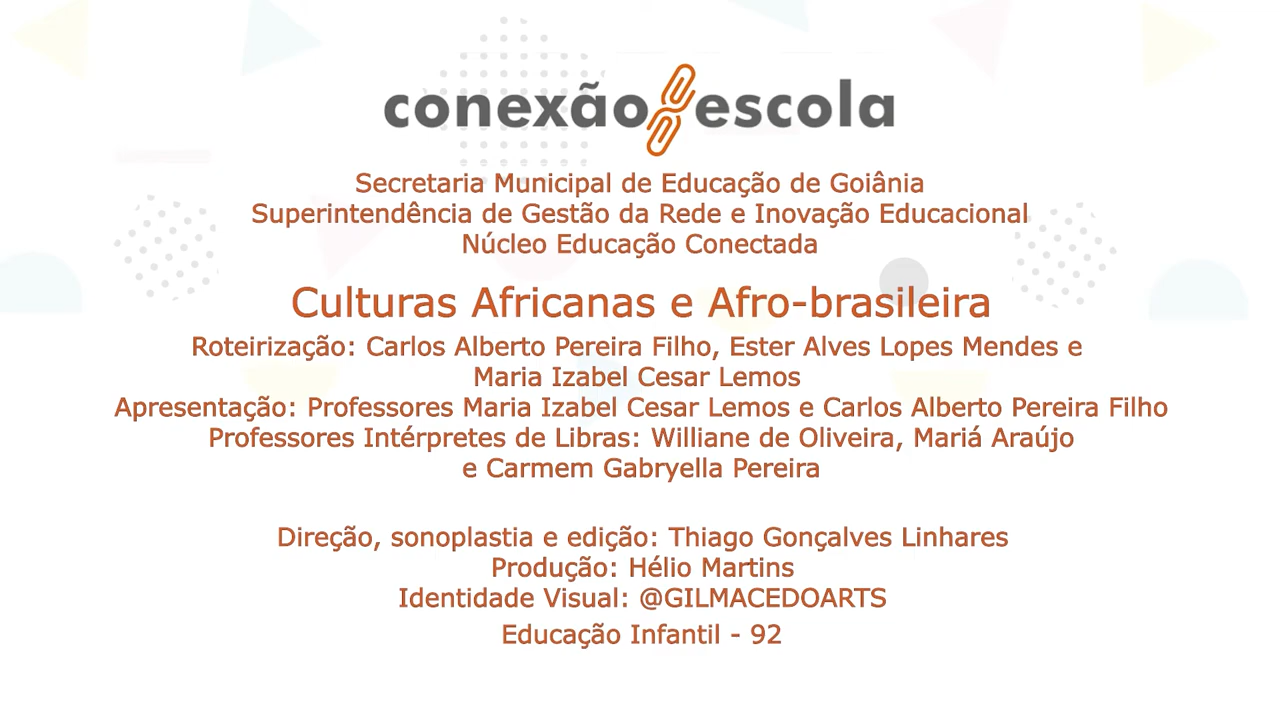 conexão escola
Secretaria Municipal de Educação de Goiânia
Superintendência de Gestão da Rede e Inovação Educacional
Núcleo Educação Conectada
Culturas Africanas e Afro-brasileira
Roteirização: Carlos Alberto Pereira Filho, Ester Alves Lopes Mendes e
Maria Izabel Cesar Lemos
Apresentação: Professores Maria Izabel Cesar Lemos e Carlos Alberto Pereira Filho
Professores Intérpretes de Libras: Williane de Oliveira, Mariá Araújo
e Carmem Gabryella Pereira
Direção, sonoplastia e edição: Thiago Gonçalves Linhares
Produção: Hélio Martins
Identidade Visual: @GILMACEDOARTS
Educação Infantil - 92